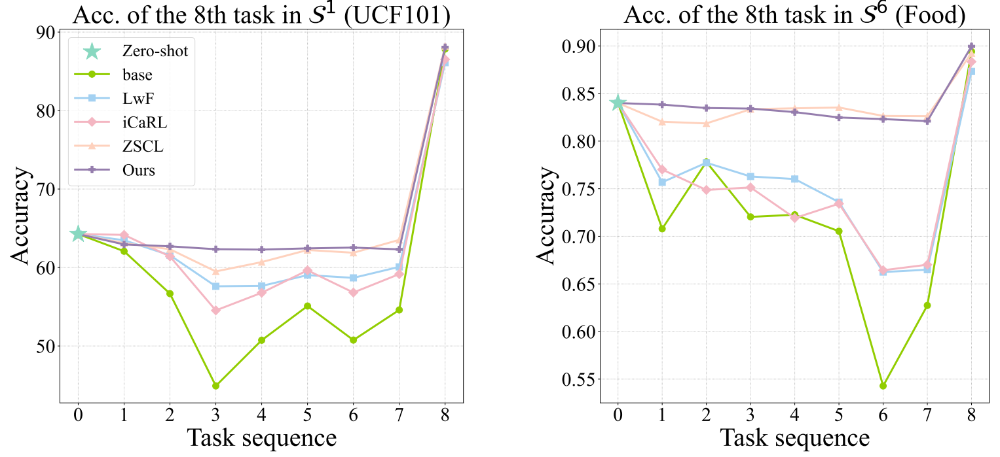 Acc. of the 8th task in 𝒮¹ (UCF101)
90
80
70
60
50
Accuracy
Zero-shot
base
LwF
iCaRL
ZSCL
Ours
0 1 2 3 4 5 6 7 8
Task sequence
Acc. of the 8th task in 𝒮⁶ (Food)
0.90
0.85
0.80
0.75
0.70
0.65
0.60
0.55
Accuracy
0 1 2 3 4 5 6 7 8
Task sequence